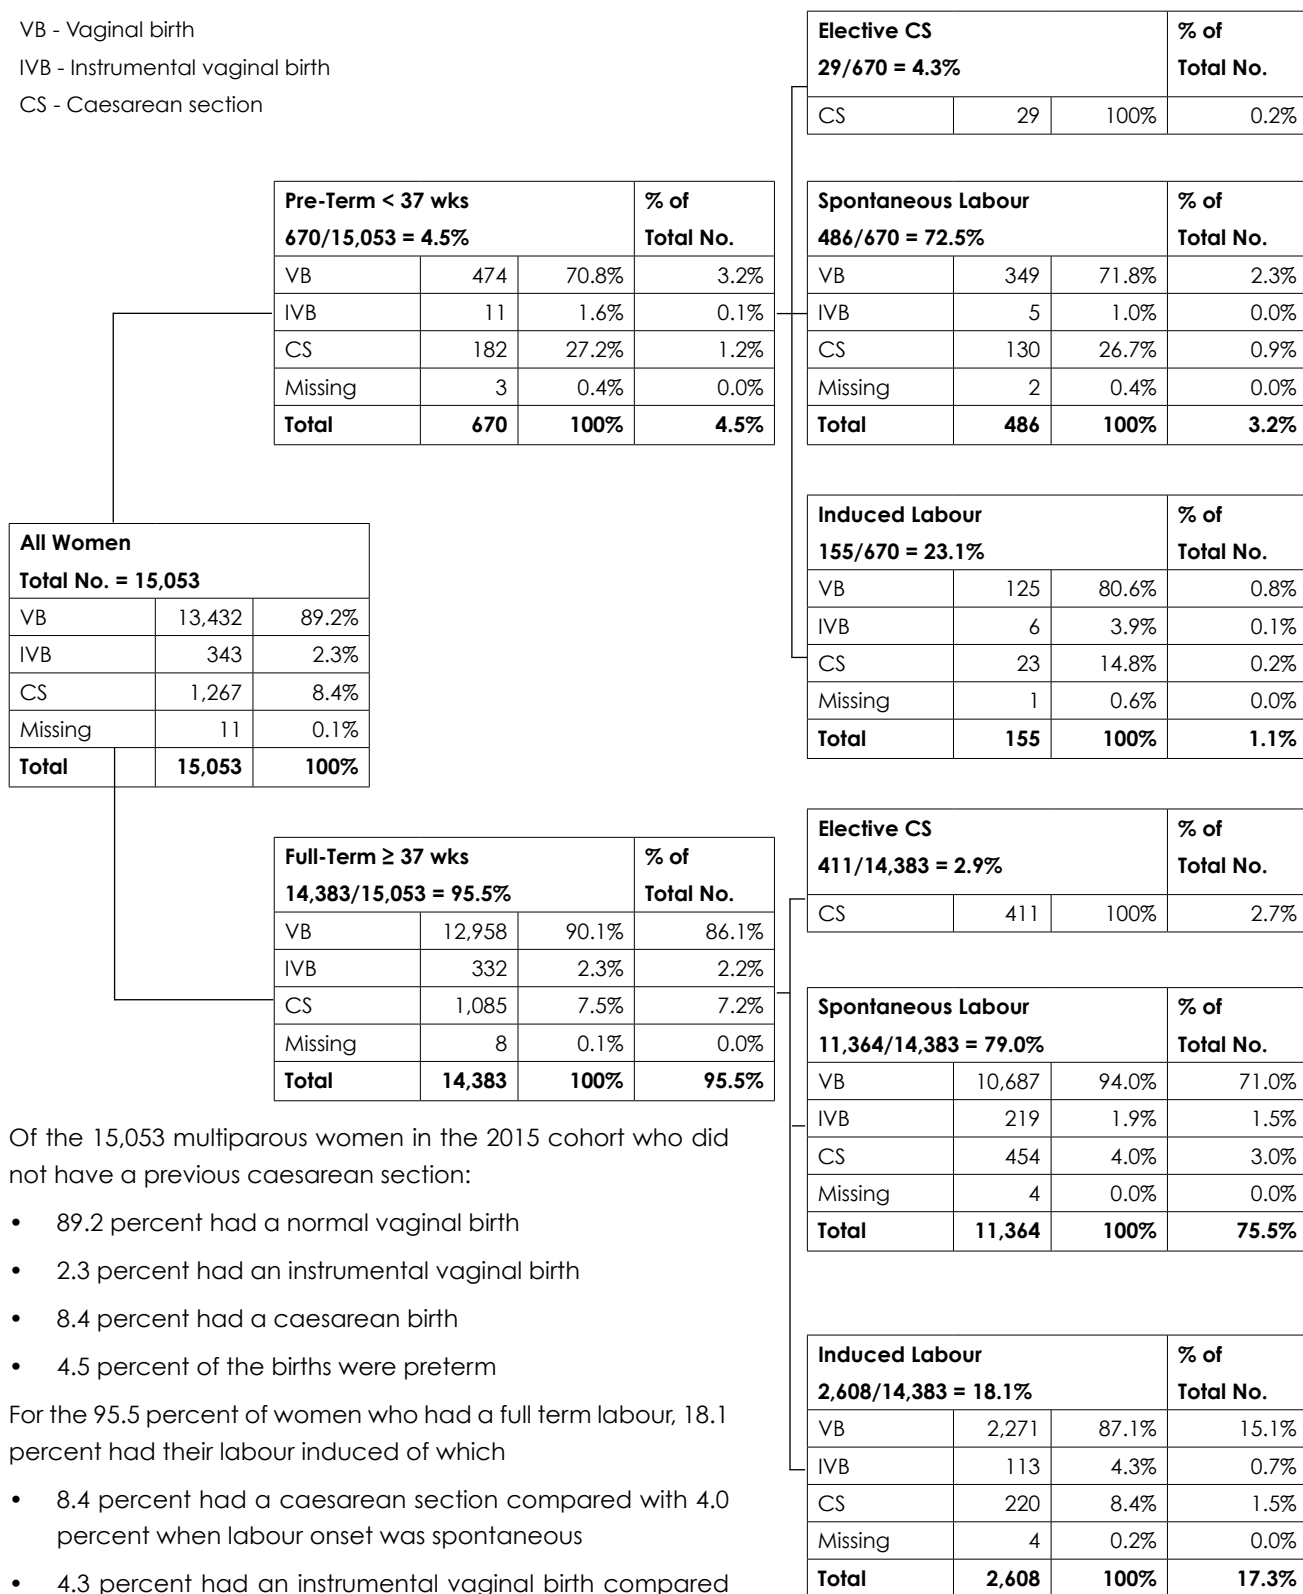 VB - Vaginal birth
IVB - Instrumental vaginal birth
CS - Caesarean section
Elective CS % of
29/670 = 4.3% Total No.
CS 29 100% 0.2%
Pre-Term < 37 wks % of
670/15,053 = 4.5% Total No.
VB 474 70.8% 3.2%
IVB 11 1.6% 0.1%
CS 182 27.2% 1.2%
Missing 3 0.4% 0.0%
Total 670 100% 4.5%
Spontaneous Labour % of
486/670 = 72.5% Total No.
VB 349 71.8% 2.3%
IVB 5 1.0% 0.0%
CS 130 26.7% 0.9%
Missing 2 0.4% 0.0%
Total 486 100% 3.2%
Induced Labour % of
155/670 = 23.1% Total No.
VB 125 80.6% 0.8%
IVB 6 3.9% 0.1%
CS 23 14.8% 0.2%
Missing 1 0.6% 0.0%
Total 155 100% 1.1%
All Women
Total No. = 15,053
VB 13,432 89.2%
IVB 343 2.3%
CS 1,267 8.4%
Missing 11 0.1%
Total 15,053 100%
Full-Term ≥ 37 wks % of
14,383/15,053 = 95.5% Total No.
VB 12,958 90.1% 86.1%
IVB 332 2.3% 2.2%
CS 1,085 7.5% 7.2%
Missing 8 0.1% 0.0%
Total 14,383 100% 95.5%
Elective CS % of
411/14,383 = 2.9% Total No.
CS 411 100% 2.7%
Spontaneous Labour % of
11,364/14,383 = 79.0% Total No.
VB 10,687 94.0% 71.0%
IVB 219 1.9% 1.5%
CS 454 4.0% 3.0%
Missing 4 0.0% 0.0%
Total 11,364 100% 75.5%
Induced Labour % of
2,608/14,383 = 18.1% Total No.
VB 2,271 87.1% 15.1%
IVB 113 4.3% 0.7%
CS 220 8.4% 1.5%
Missing 4 0.2% 0.0%
Total 2,608 100% 17.3%
Of the 15,053 multiparous women in the 2015 cohort who did
not have a previous caesarean section:
• 89.2 percent had a normal vaginal birth
• 2.3 percent had an instrumental vaginal birth
• 8.4 percent had a caesarean birth
• 4.5 percent of the births were preterm
For the 95.5 percent of women who had a full term labour, 18.1
percent had their labour induced of which
• 8.4 percent had a caesarean section compared with 4.0
percent when labour onset was spontaneous
• 4.3 percent had an instrumental vaginal birth compared